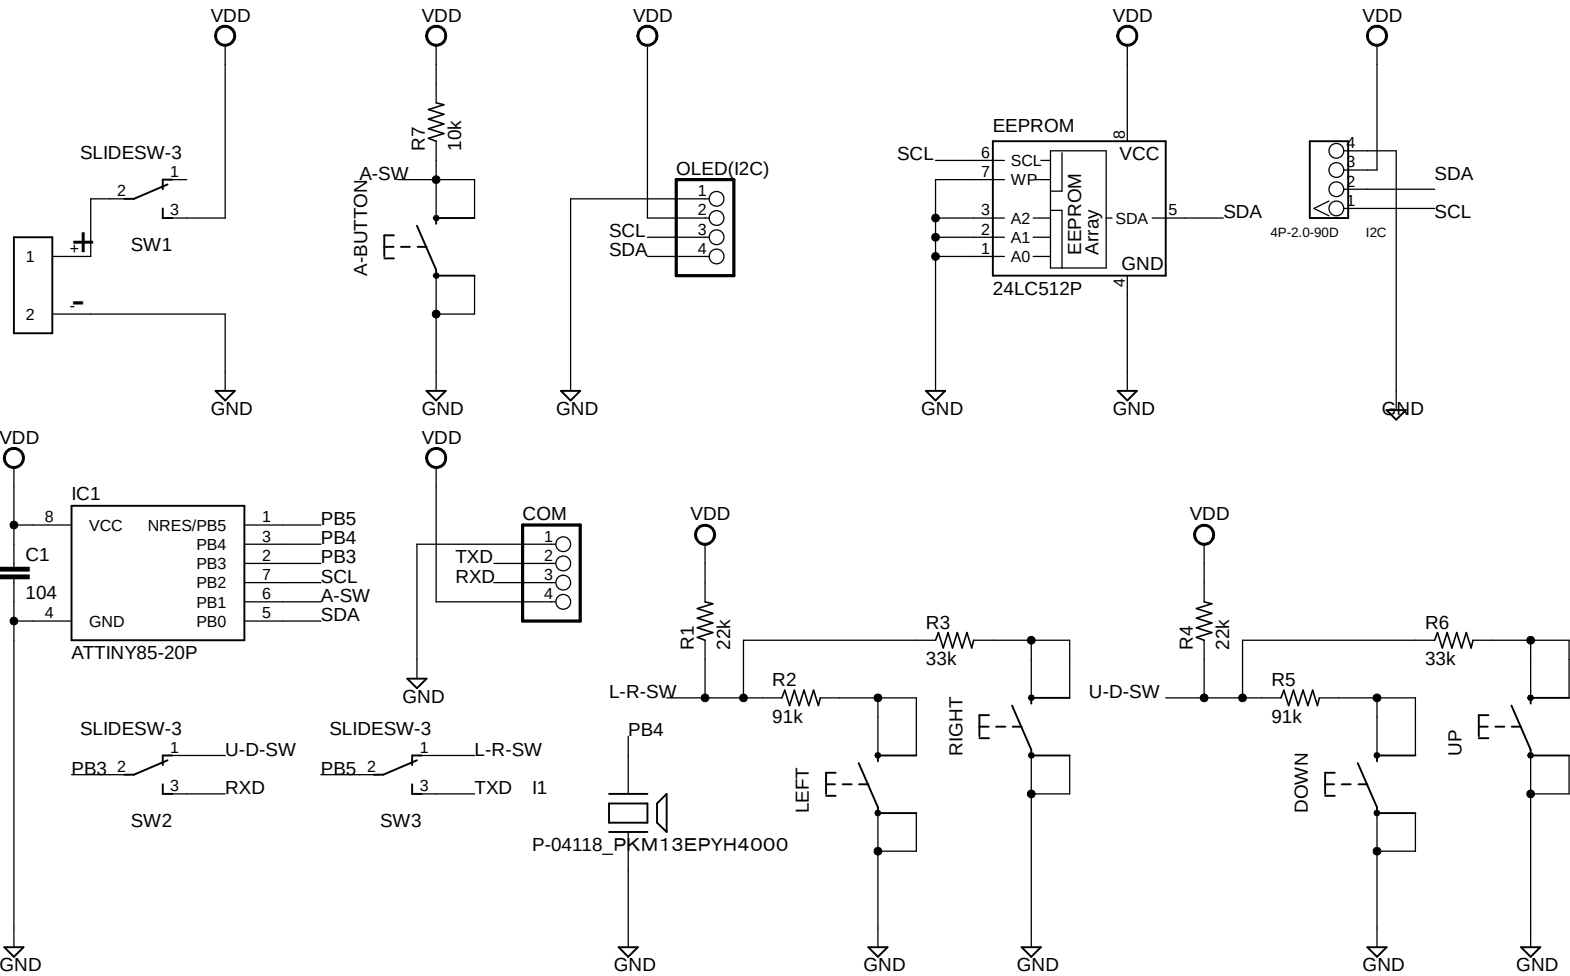 VDD
SLIDESW-3
1
2
3
SW1
1
+
+
2
-
-
GND
VDD
R7
10k
A-SW
A-BUTTON
GND
VDD
OLED(I2C)
1
2
SCL 3
SDA 4
GND
VDD
EEPROM
8
VCC
SCL 6 SCL
7 WP
3 A2
2 A1
1 A0
EEPROM
Array
SDA 5 SDA
GND
4
24LC512P
GND
GND
VDD
4
3
2 SDA
1 SCL
4P-2.0-90D I2C
GND
VDD
IC1
8 VCC
NRES/PB5 1 PB5
PB4 3 PB4
PB3 2 PB3
PB2 7 SCL
PB1 6 A-SW
PB0 5 SDA
C1
104
4 GND
ATTINY85-20P
GND
VDD
COM
1
TXD 2
RXD 3
4
GND
SLIDESW-3
1 U-D-SW
PB3 2
3 RXD
SW2
SLIDESW-3
1 L-R-SW
PB5 2
3 TXD I1
SW3
PB4
P-04118_PKM13EPYH4000
GND
VDD
R1
22k
R3
33k
L-R-SW
R2
91k
RIGHT
LEFT
GND
GND
VDD
R4
22k
R6
33k
U-D-SW
R5
91k
UP
DOWN
GND
GND